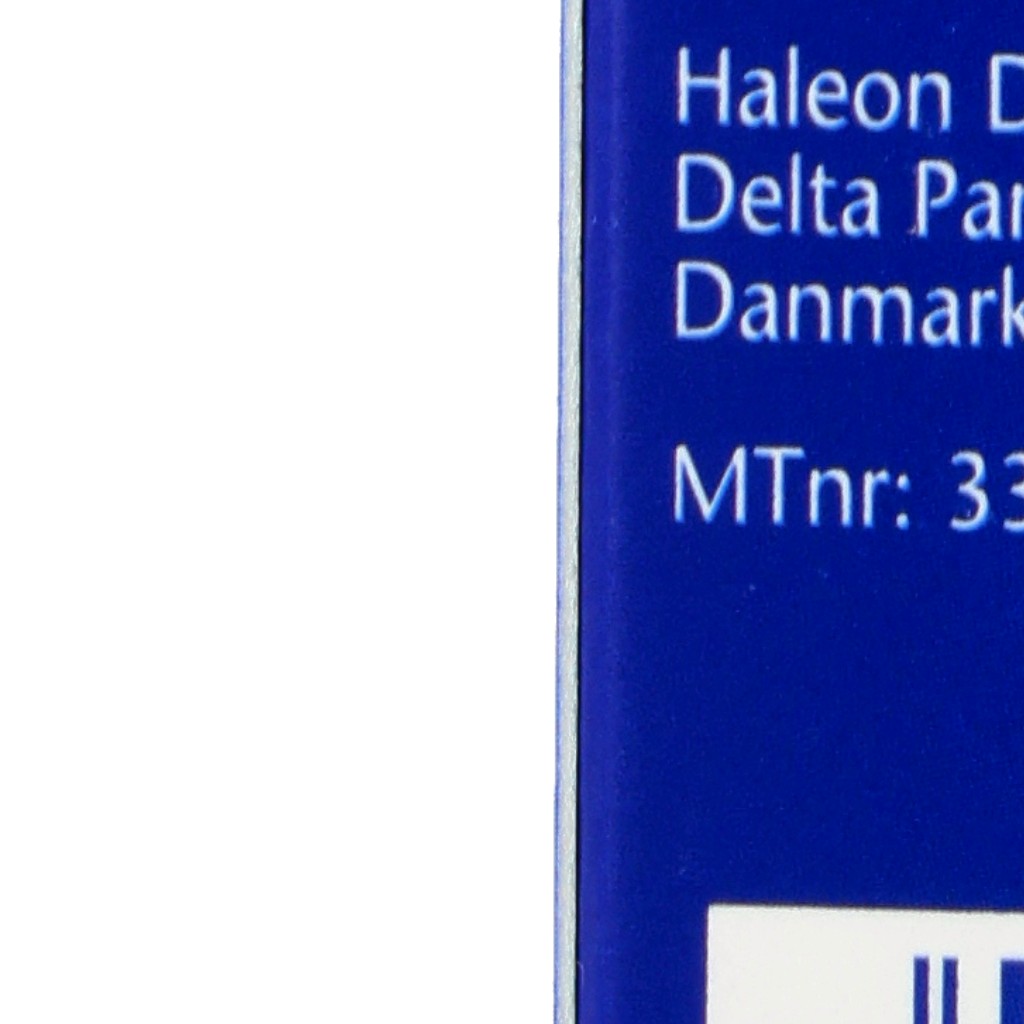 Haleon D
Delta Par
Danmark
MTnr: 33